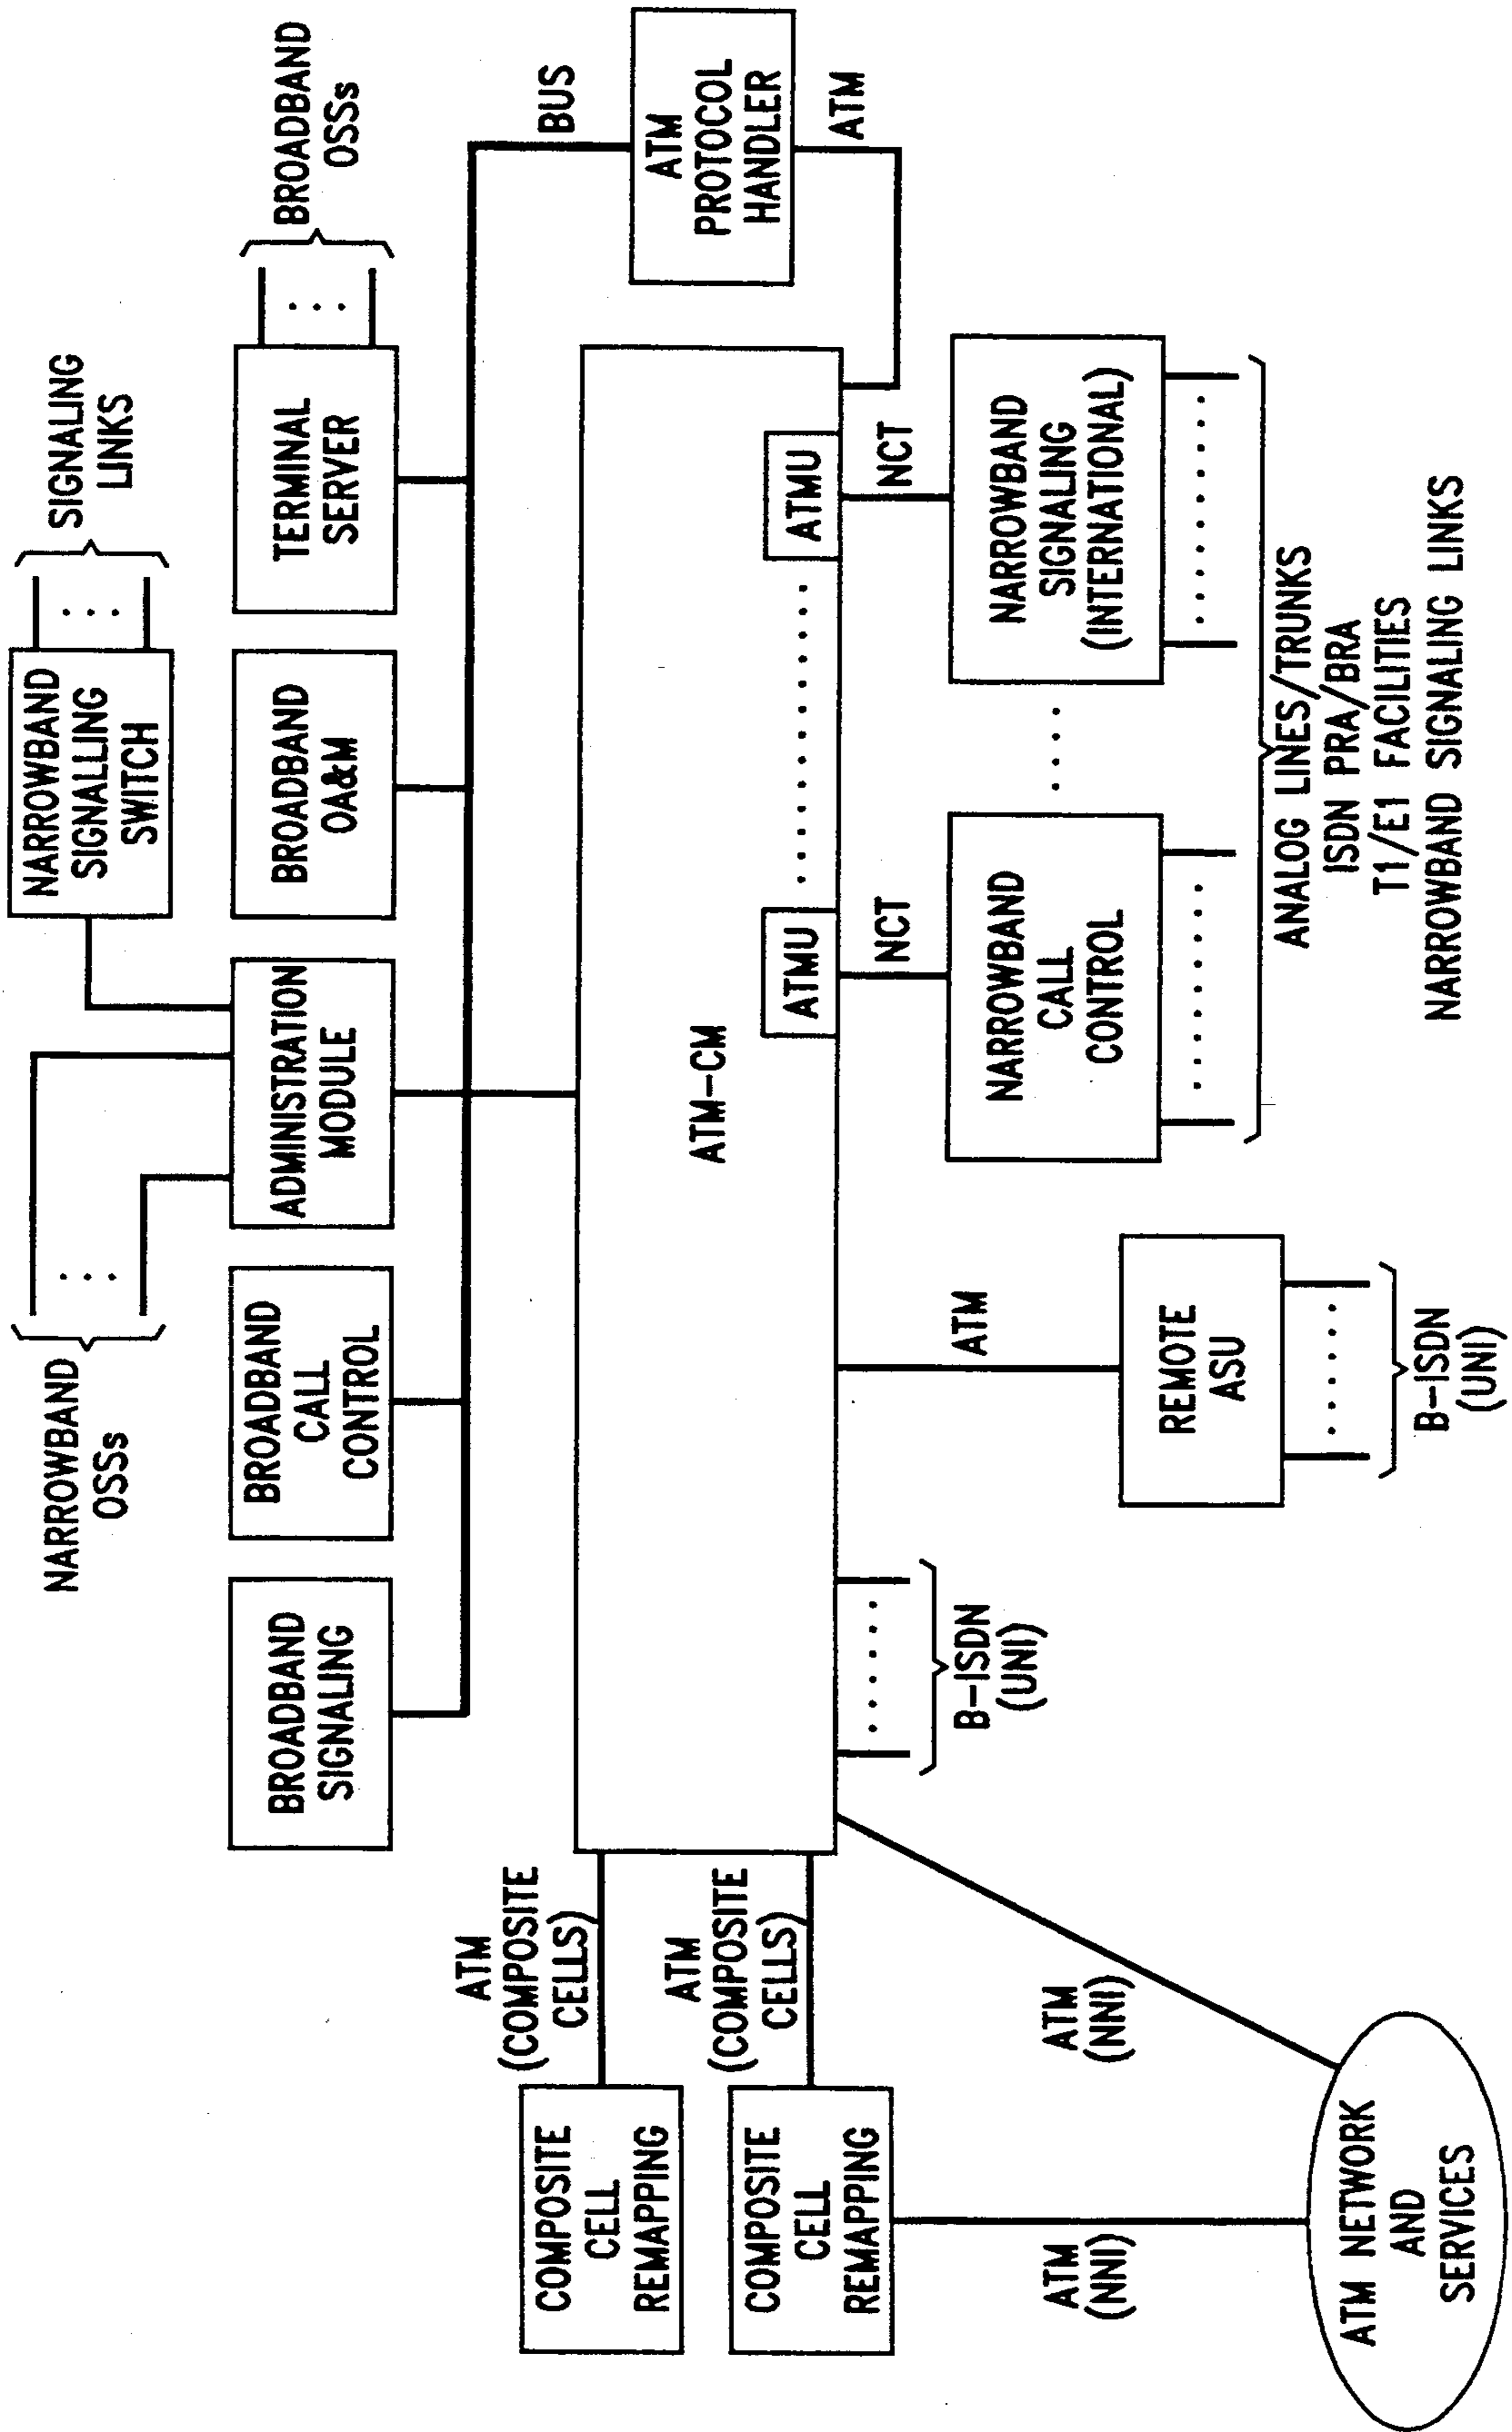 NARROWBAND
OSSs
NARROWBAND
SIGNALLING
SWITCH
SIGNALING
LINKS
BROADBAND
SIGNALING
BROADBAND
CALL
CONTROL
ADMINISTRATION
MODULE
BROADBAND
OA&M
TERMINAL
SERVER
BROADBAND
OSSs
BUS
ATM
PROTOCOL
HANDLER
ATM
ATM
(COMPOSITE
CELLS)
ATM
(COMPOSITE
CELLS)
COMPOSITE
CELL
REMAPPING
COMPOSITE
CELL
REMAPPING
ATM-CM
ATMU
ATMU
NCT
NCT
ATM
(NNI)
ATM
(NNI)
ATM NETWORK
AND
SERVICES
B-ISDN
(UNI)
ATM
REMOTE
ASU
B-ISDN
(UNI)
NARROWBAND
CALL
CONTROL
NARROWBAND
SIGNALING
(INTERNATIONAL)
ANALOG LINES/TRUNKS
ISDN PRA/BRA
T1/E1 FACILITIES
NARROWBAND SIGNALING LINKS